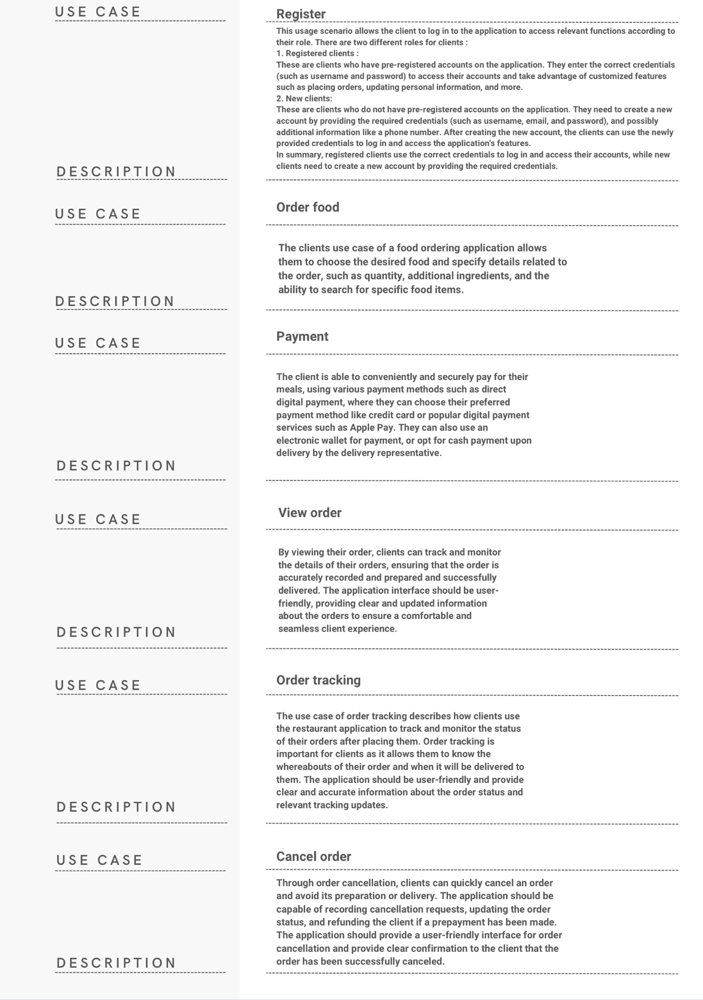 USE CASE
Register
This usage scenario allows the client to log in to the application to access relevant functions according to
their role. There are two different roles for clients :
1. Registered clients :
These are clients who have pre-registered accounts on the application. They enter the correct credentials
(such as username and password) to access their accounts and take advantage of customized features
such as placing orders, updating personal information, and more.
2. New clients:
These are clients who do not have pre-registered accounts on the application. They need to create a new
account by providing the required credentials (such as username, email, and password), and possibly
additional information like a phone number. After creating the new account, the clients can use the newly
provided credentials to log in and access the application's features.
In summary, registered clients use the correct credentials to log in and access their accounts, while new
clients need to create a new account by providing the required credentials.
DESCRIPTION
USE CASE
Order food
The clients use case of a food ordering application allows
them to choose the desired food and specify details related to
the order, such as quantity, additional ingredients, and the
ability to search for specific food items.
DESCRIPTION
USE CASE
Payment
The client is able to conveniently and securely pay for their
meals, using various payment methods such as direct
digital payment, where they can choose their preferred
payment method like credit card or popular digital payment
services such as Apple Pay. They can also use an
electronic wallet for payment, or opt for cash payment upon
delivery by the delivery representative.
DESCRIPTION
USE CASE
View order
By viewing their order, clients can track and monitor
the details of their orders, ensuring that the order is
accurately recorded and prepared and successfully
delivered. The application interface should be user-
friendly, providing clear and updated information
about the orders to ensure a comfortable and
seamless client experience.
DESCRIPTION
USE CASE
Order tracking
The use case of order tracking describes how clients use
the restaurant application to track and monitor the status
of their orders after placing them. Order tracking is
important for clients as it allows them to know the
whereabouts of their order and when it will be delivered to
them. The application should be user-friendly and provide
clear and accurate information about the order status and
relevant tracking updates.
DESCRIPTION
USE CASE
Cancel order
Through order cancellation, clients can quickly cancel an order
and avoid its preparation or delivery. The application should be
capable of recording cancellation requests, updating the order
status, and refunding the client if a prepayment has been made.
The application should provide a user-friendly interface for order
cancellation and provide clear confirmation to the client that the
order has been successfully canceled.
DESCRIPTION